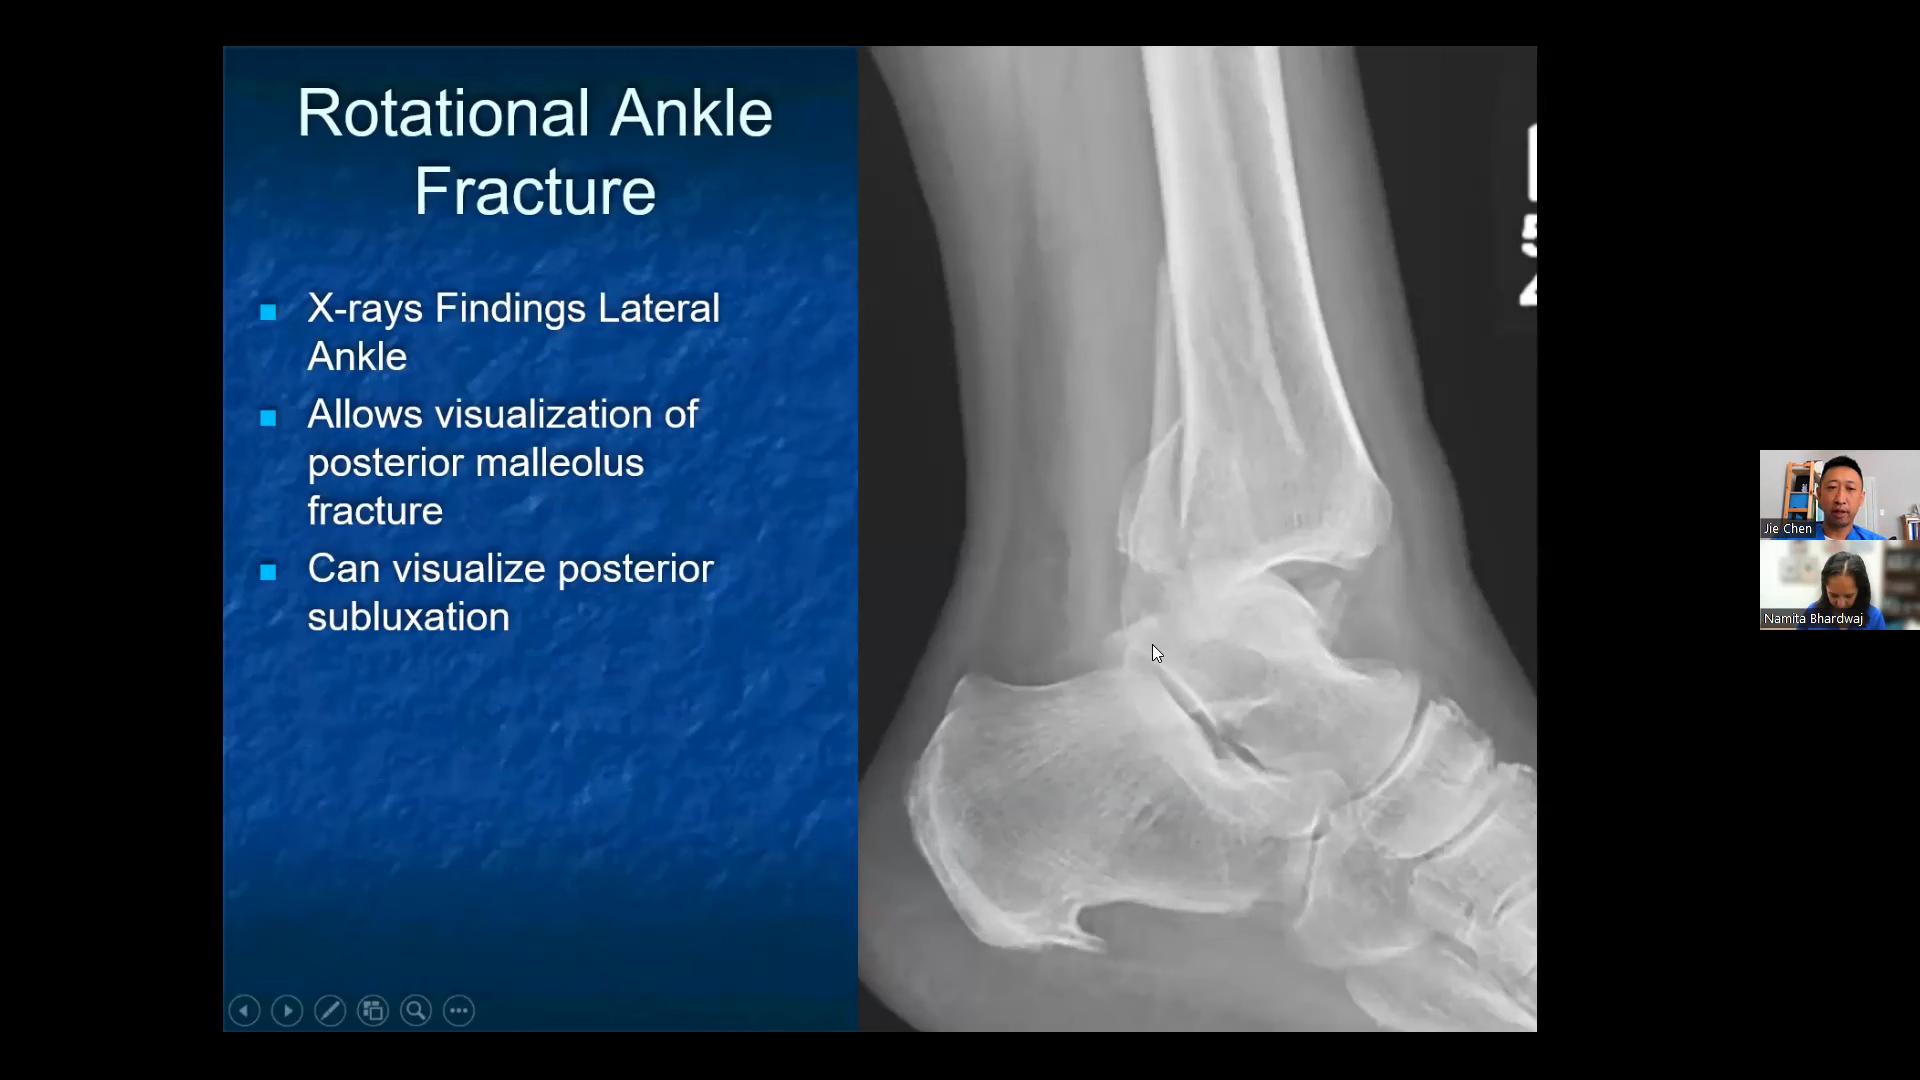 Rotational Ankle
Fracture
X-rays Findings Lateral
Ankle
Allows visualization of
posterior malleolus
fracture
Can visualize posterior
subluxation
Jie Chen
Namita Bhardwaj